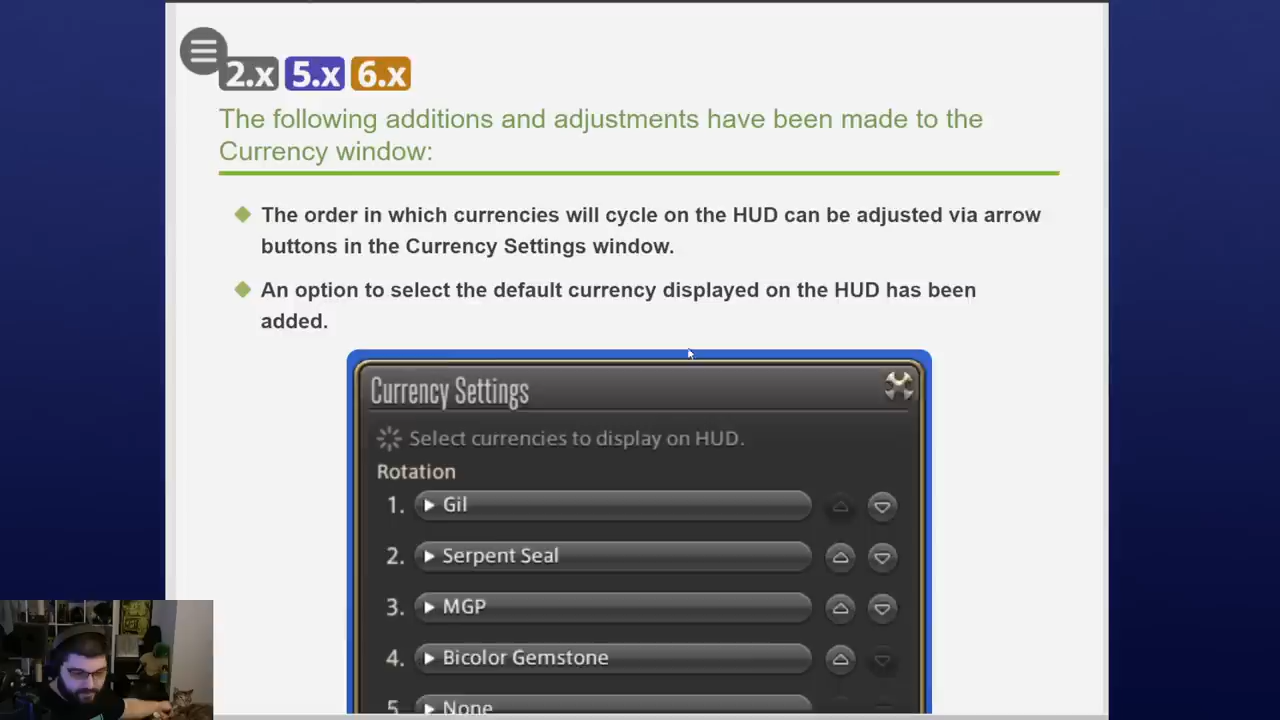 2.x 5.x 6.x
The following additions and adjustments have been made to the
Currency window:
The order in which currencies will cycle on the HUD can be adjusted via arrow
buttons in the Currency Settings window.
An option to select the default currency displayed on the HUD has been
added.
Currency Settings
Select currencies to display on HUD.
Rotation
1. Gil
2. Serpent Seal
3. MGP
4. Bicolor Gemstone
5. None